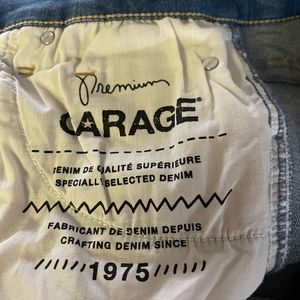 Premium
GARAGE®
DENIM DE QUALITÉ SUPÉRIEURE
SPECIALLY SELECTED DENIM
FABRICANT DE DENIM DEPUIS
CRAFTING DENIM SINCE
1975